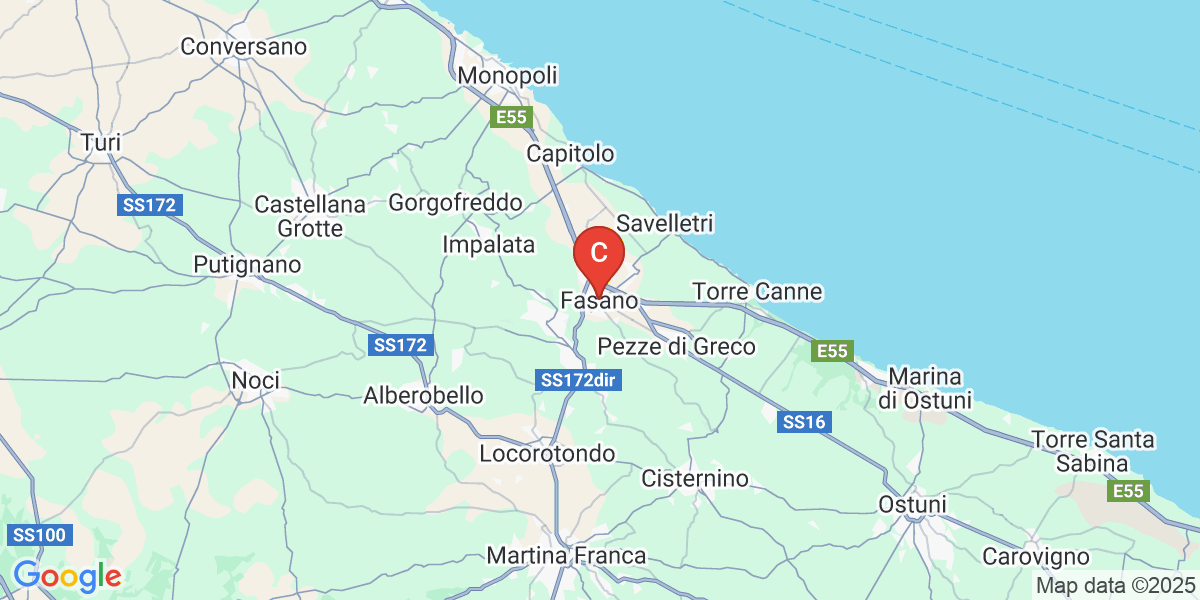 Conversano
Monopoli
E55
Turi
Capitolo
SS172
Castellana
Grotte
Gorgofreddo
Savelletri
Impalata
C
Putignano
Fasano
Torre Canne
SS172
Pezze di Greco
E55
Noci
SS172dir
Marina
di Ostuni
Alberobello
SS16
Locorotondo
Torre Santa
Sabina
Cisternino
E55
Ostuni
SS100
Martina Franca
Carovigno
Google
Map data ©2025